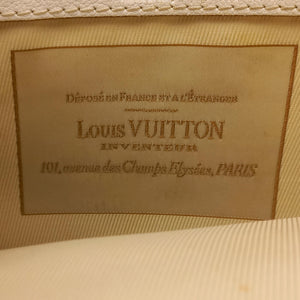 DÉPOSÉ EN FRANCE ET A L'ÉTRANGER
LOUIS VUITTON
INVENTEUR
101, avenue des Champs Elysées, PARIS